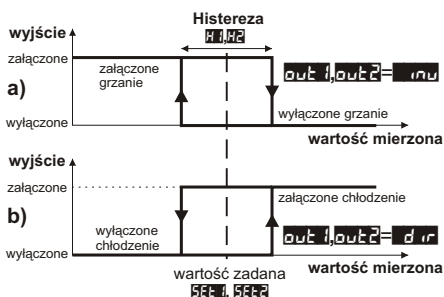 Histereza
H1,H2
wyjście
załączone
załączone
grzanie
out1,out2=inv
a)
wyłączone grzanie
wyłączone
wartość mierzona
wyjście
załączone
załączone chłodzenie
b)
wyłączone
chłodzenie
out1,out2=dir
wyłączone
wartość zadana
wartość mierzona
SEt1, SEt2